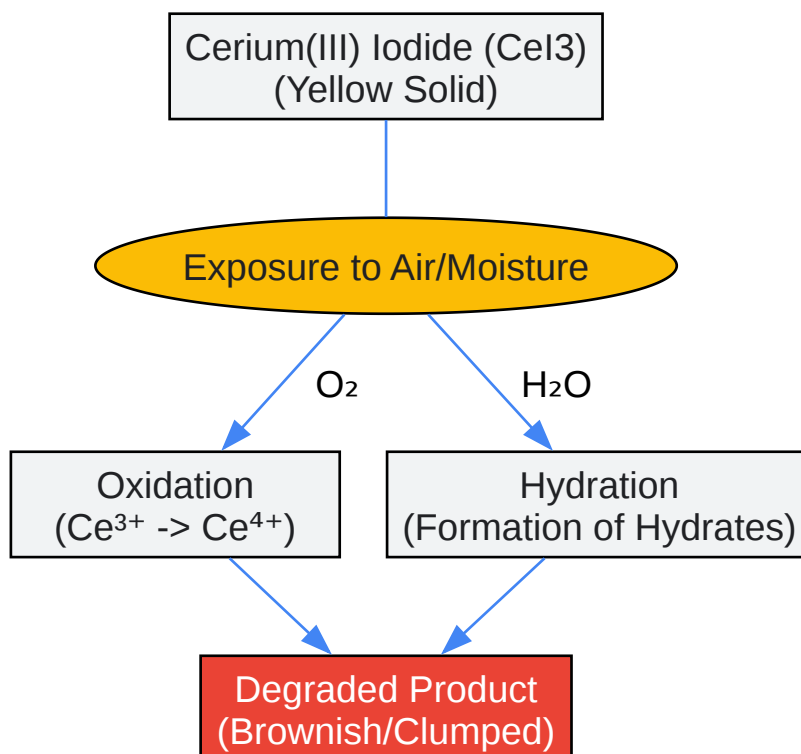 Cerium(III) Iodide (CeI3)
(Yellow Solid)
Exposure to Air/Moisture
O₂
H₂O
Oxidation
(Ce³⁺ -> Ce⁴⁺)
Hydration
(Formation of Hydrates)
Degraded Product
(Brownish/Clumped)